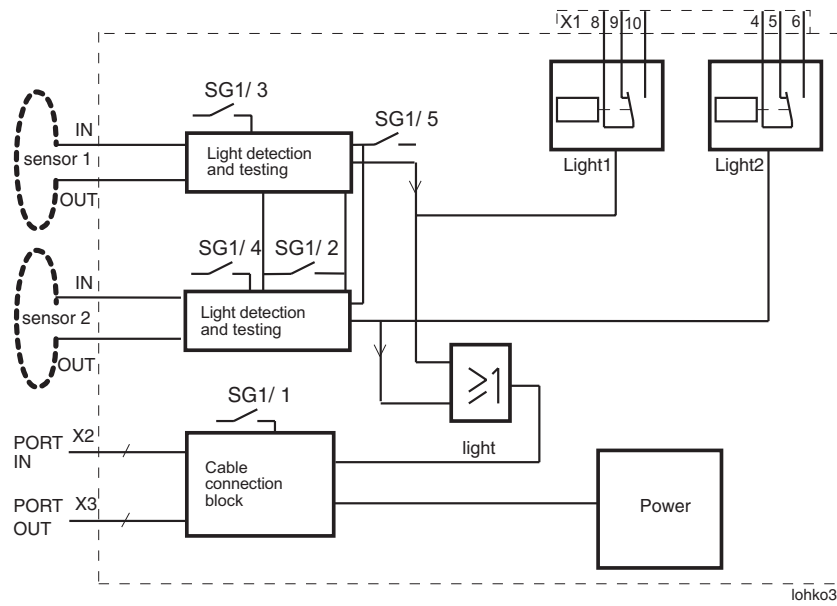 X1 8 9 10 4 5 6
SG1/ 3
SG1/ 5
IN
sensor 1
OUT
Light detection
and testing
Light1
Light2
SG1/ 4
SG1/ 2
IN
sensor 2
OUT
Light detection
and testing
≥1
SG1/ 1
light
PORT
IN
X2
Cable
connection
block
PORT
OUT
X3
Power
lohko3